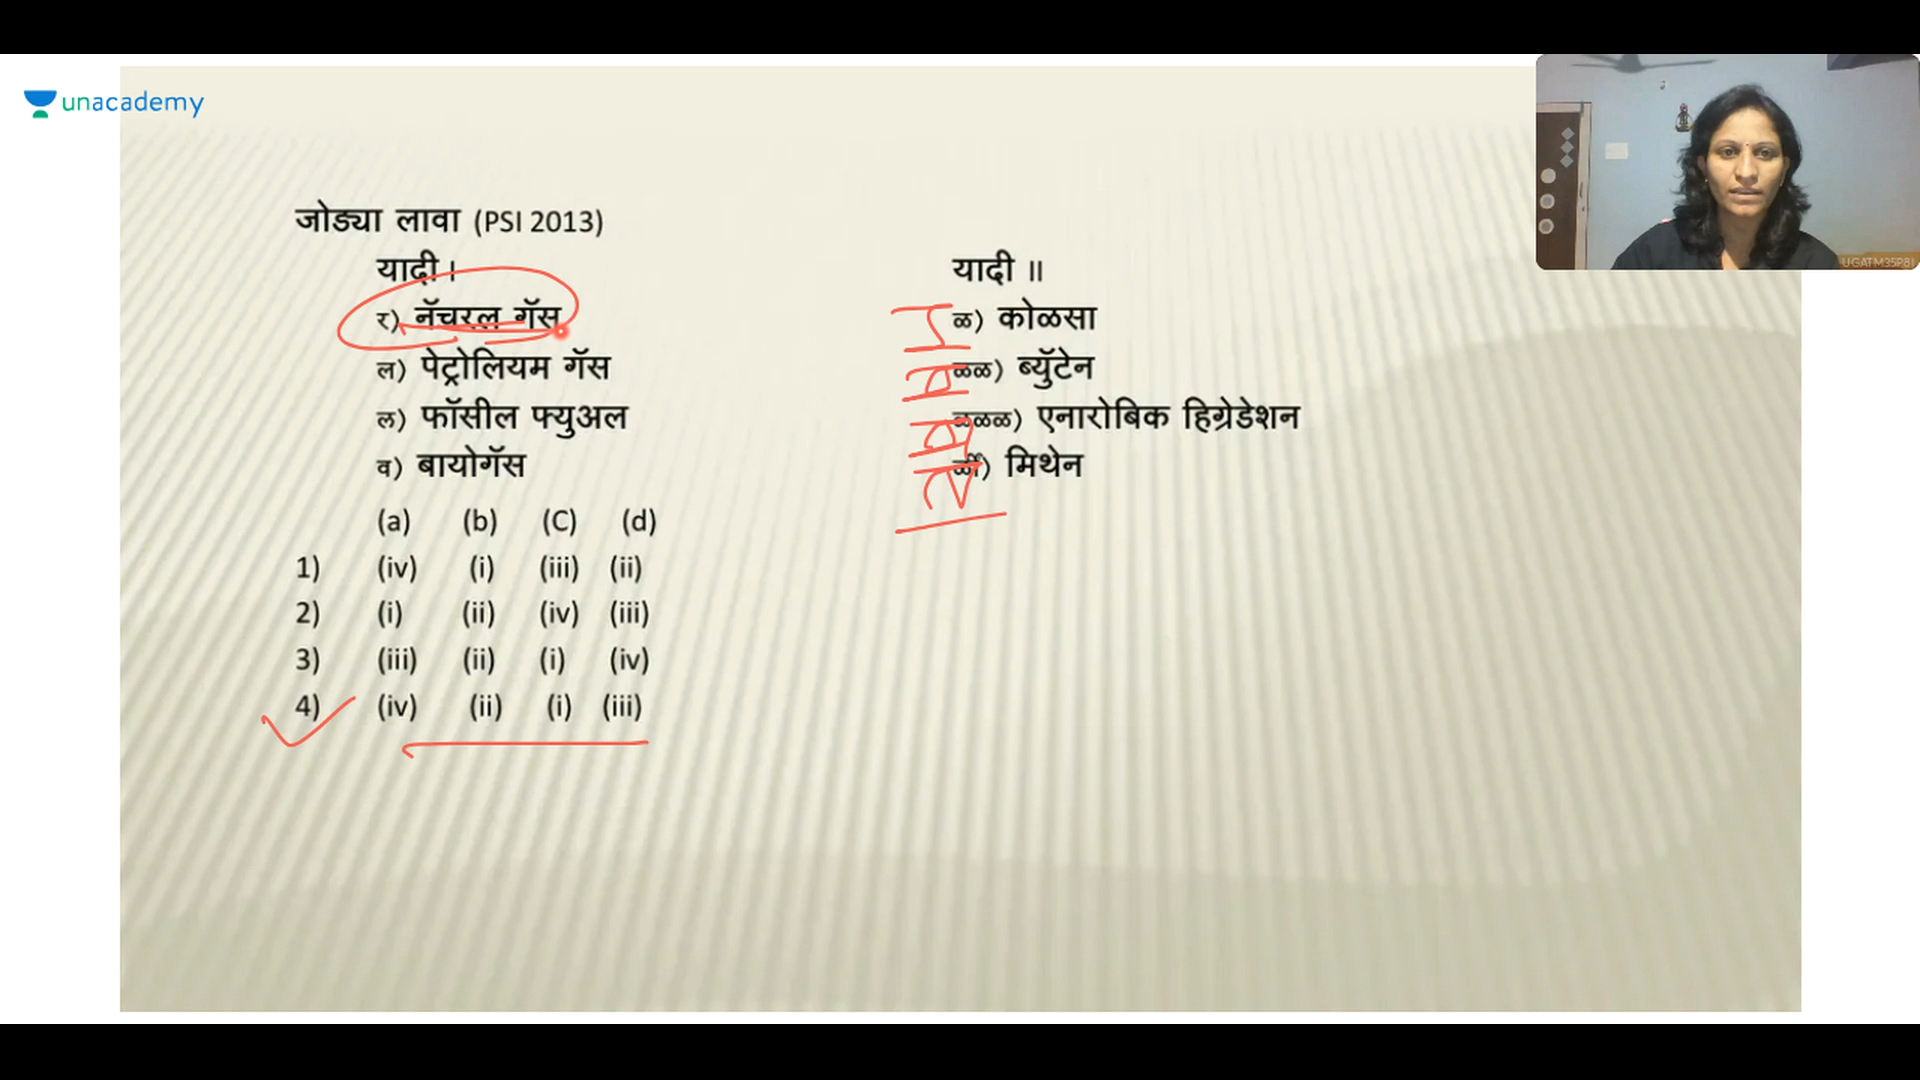 unacademy
जोड्या लावा (PSI 2013)
यादी । यादी ॥
र) नॅचरल गॅस ळ) कोळसा
ल) पेट्रोलियम गॅस ळळ) ब्युॅटेन
ल) फॉसील फ्युअल ळळळ) एनारोबिक हिग्रेडेशन
व) बायोगॅस मिथेन
(a) (b) (C) (d)
1) (iv) (i) (iii) (ii)
2) (i) (ii) (iv) (iii)
3) (iii) (ii) (i) (iv)
4) (iv) (ii) (i) (iii)
UGATM35P8I